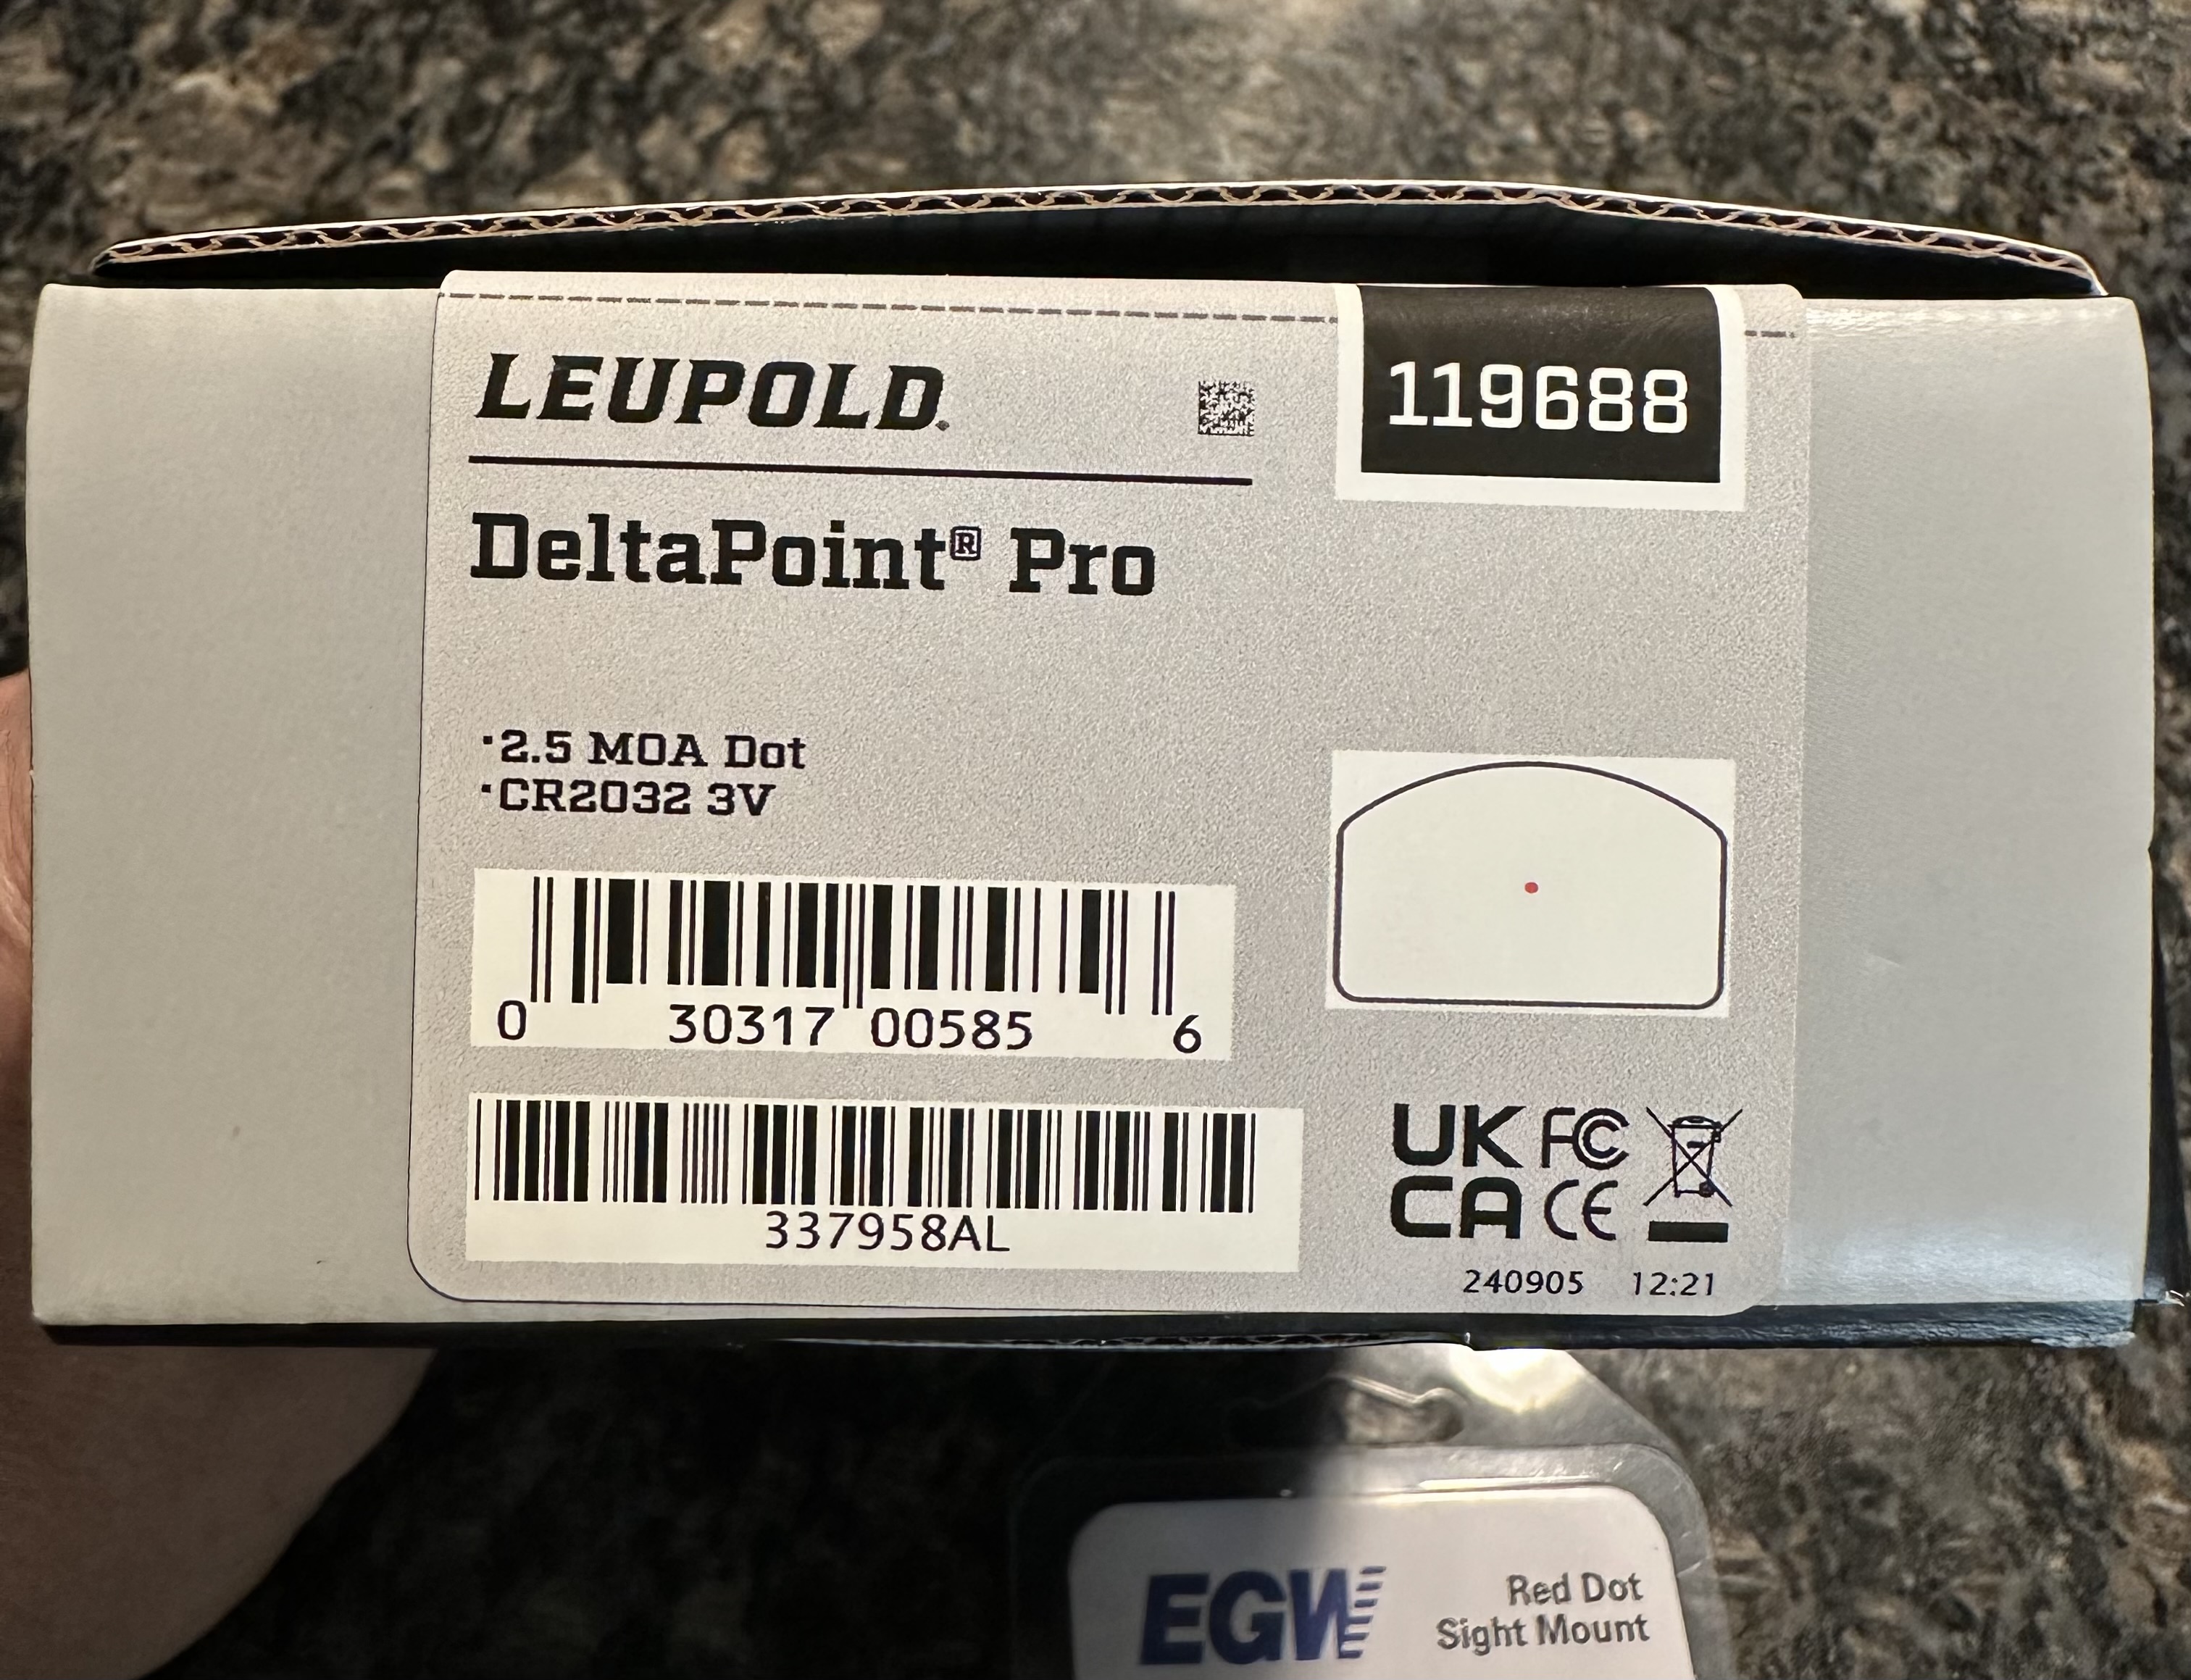 LEUPOLD.
119688
DeltaPoint® Pro
·2.5 MOA Dot
·CR2032 3V
0 30317 00585 6
337958AL
UK
CA
FC
CE
240905 12:21
EGW
Red Dot
Sight Mount